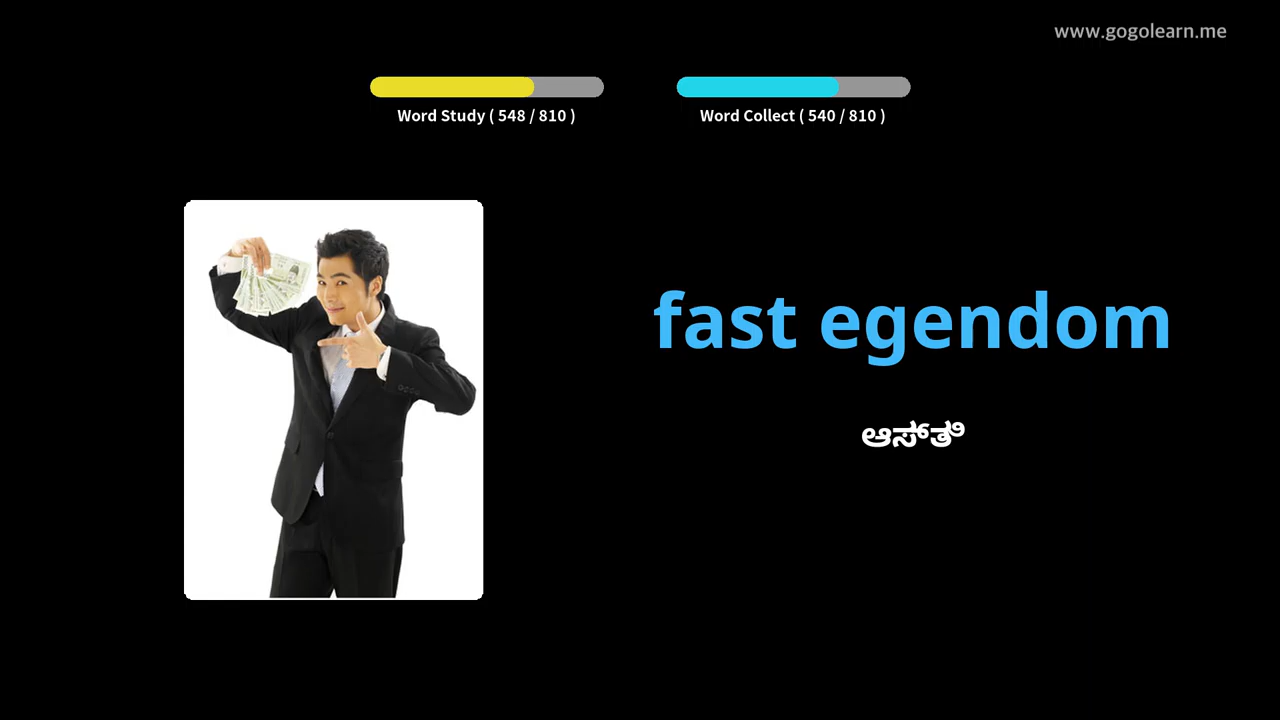 www.gogolearn.me
Word Study ( 548 / 810 )
Word Collect ( 540 / 810 )
fast egendom
ಆಸ್ತಿ